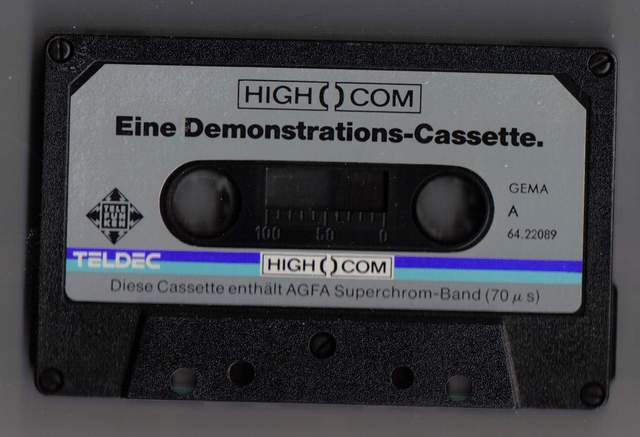 HIGH COM
Eine Demonstrations-Cassette.
GEMA
A
64.22089
100 50 0
TELDEC
HIGH COM
Diese Cassette enthält AGFA Superchrom-Band (70 μ s)